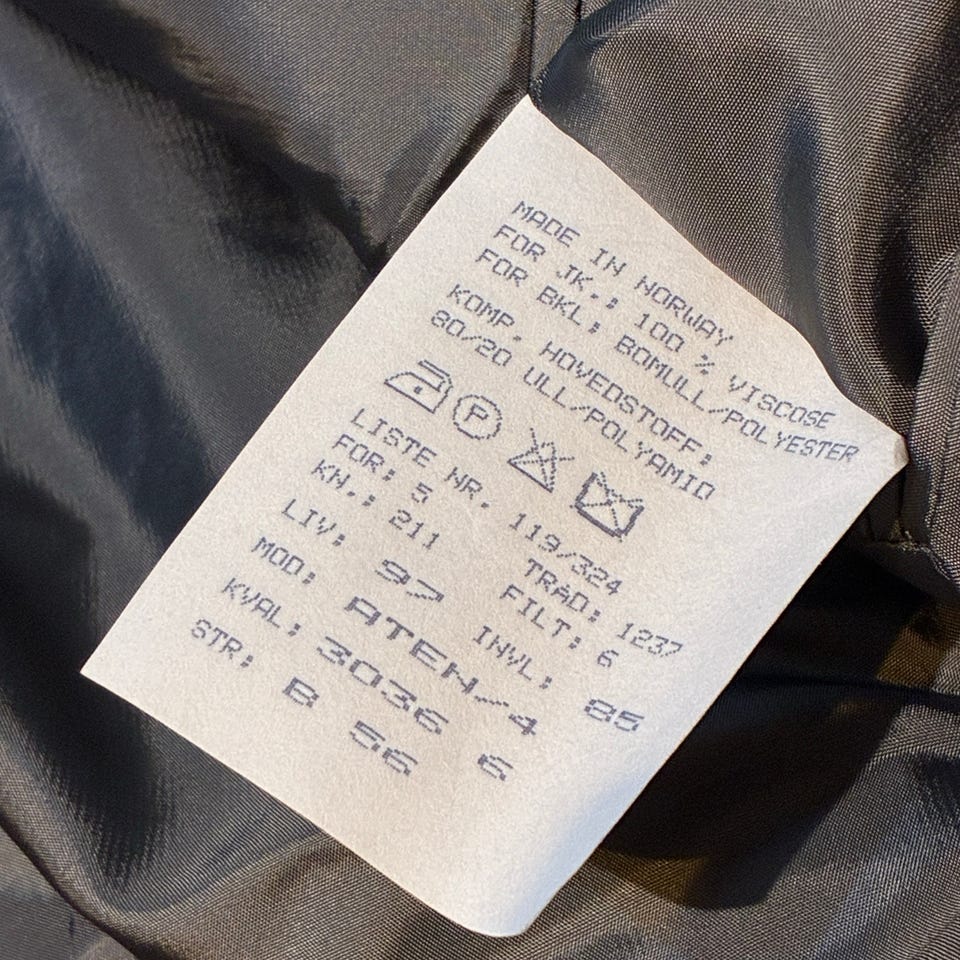 MADE IN NORWAY
FOR JK.: 100 % VISCOSE
FOR BKL: BOMULL/POLYESTER
KOMP. HOVEDSTOFF:
80/20 ULL/POLYAMID
P
LISTE NR. 119/324
FOR: 5 TRÅD: 1237
KN.: 211 FILT: 6
LIV: 97 INVL: 85
MOD: ATEN/4
KVAL: 3036 6
STR: B 56